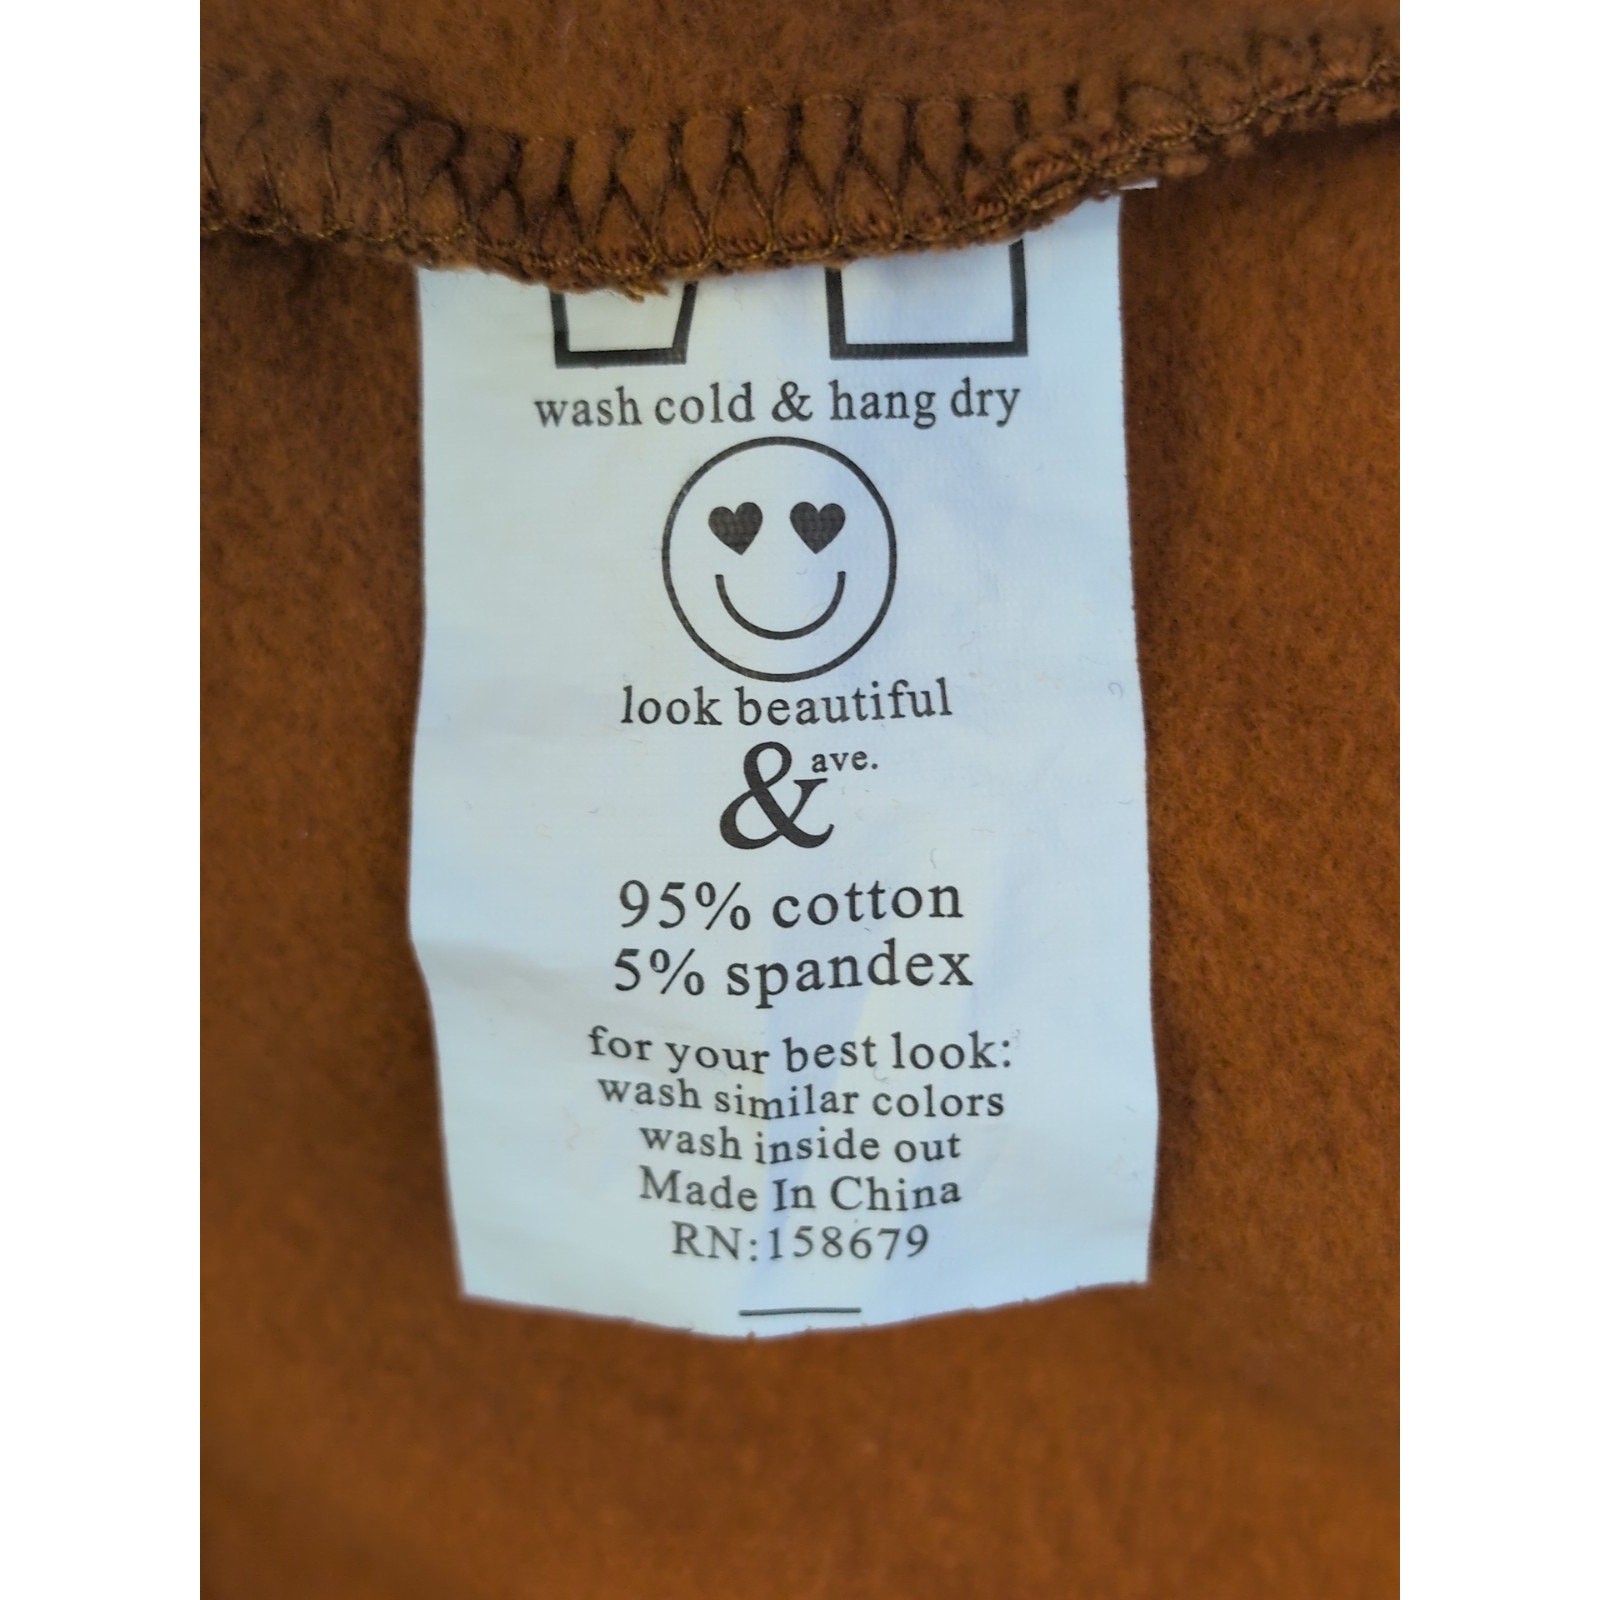 wash cold & hang dry
look beautiful
& ave.
95% cotton
5% spandex
for your best look:
wash similar colors
wash inside out
Made In China
RN:158679